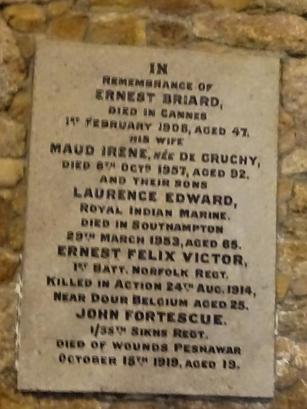 IN
REMEMBRANCE OF
ERNEST BRIARD,
DIED IN CANNES
1ST FEBRUARY 1908, AGED 47.
HIS WIFE
MAUD IRENE, NÉE DE GRUCHY,
DIED 8TH OCTR 1957, AGED 92.
AND THEIR SONS
LAURENCE EDWARD,
ROYAL INDIAN MARINE.
DIED IN SOUTHAMPTON
29TH MARCH 1953, AGED 65.
ERNEST FELIX VICTOR,
1ST BATT. NORFOLK REGT.
KILLED IN ACTION 24TH AUG. 1914,
NEAR DOUR BELGIUM AGED 25.
JOHN FORTESCUE.
1/35TH SIKHS REGT.
DIED OF WOUNDS PESHAWAR
OCTOBER 15TH 1919, AGED 19.